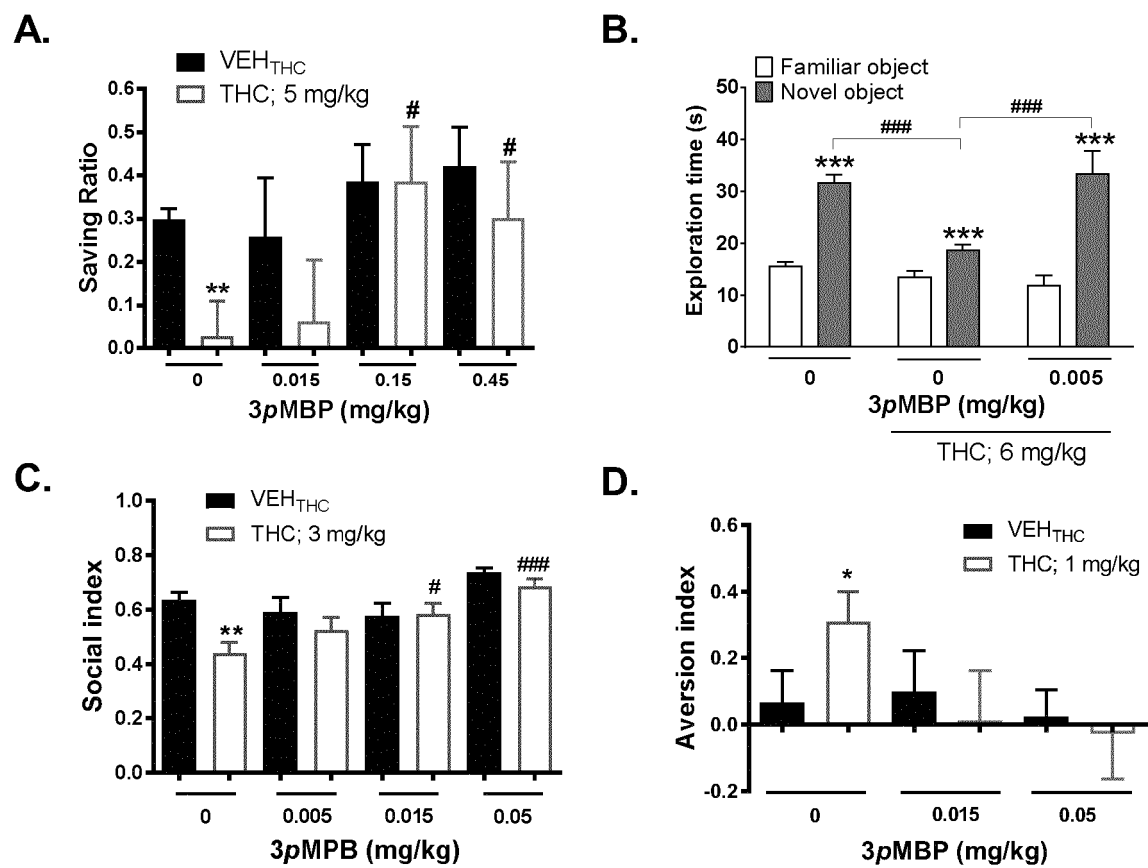 A.
VEHTHC
THC; 5 mg/kg
Saving Ratio
0.6
0.5
0.4
0.3
0.2
0.1
0.0
**
#
#
0 0.015 0.15 0.45
3pMBP (mg/kg)
B.
Familiar object
Novel object
Exploration time (s)
50
40
30
20
10
0
###
###
***
***
***
0 0 0.005
3pMBP (mg/kg)
THC; 6 mg/kg
C.
VEHTHC
THC; 3 mg/kg
Social index
1.0
0.8
0.6
0.4
0.2
0.0
**
#
###
0 0.005 0.015 0.05
3pMPB (mg/kg)
D.
VEHTHC
THC; 1 mg/kg
Aversion index
0.6
0.4
0.2
0.0
-0.2
*
0 0.015 0.05
3pMBP (mg/kg)